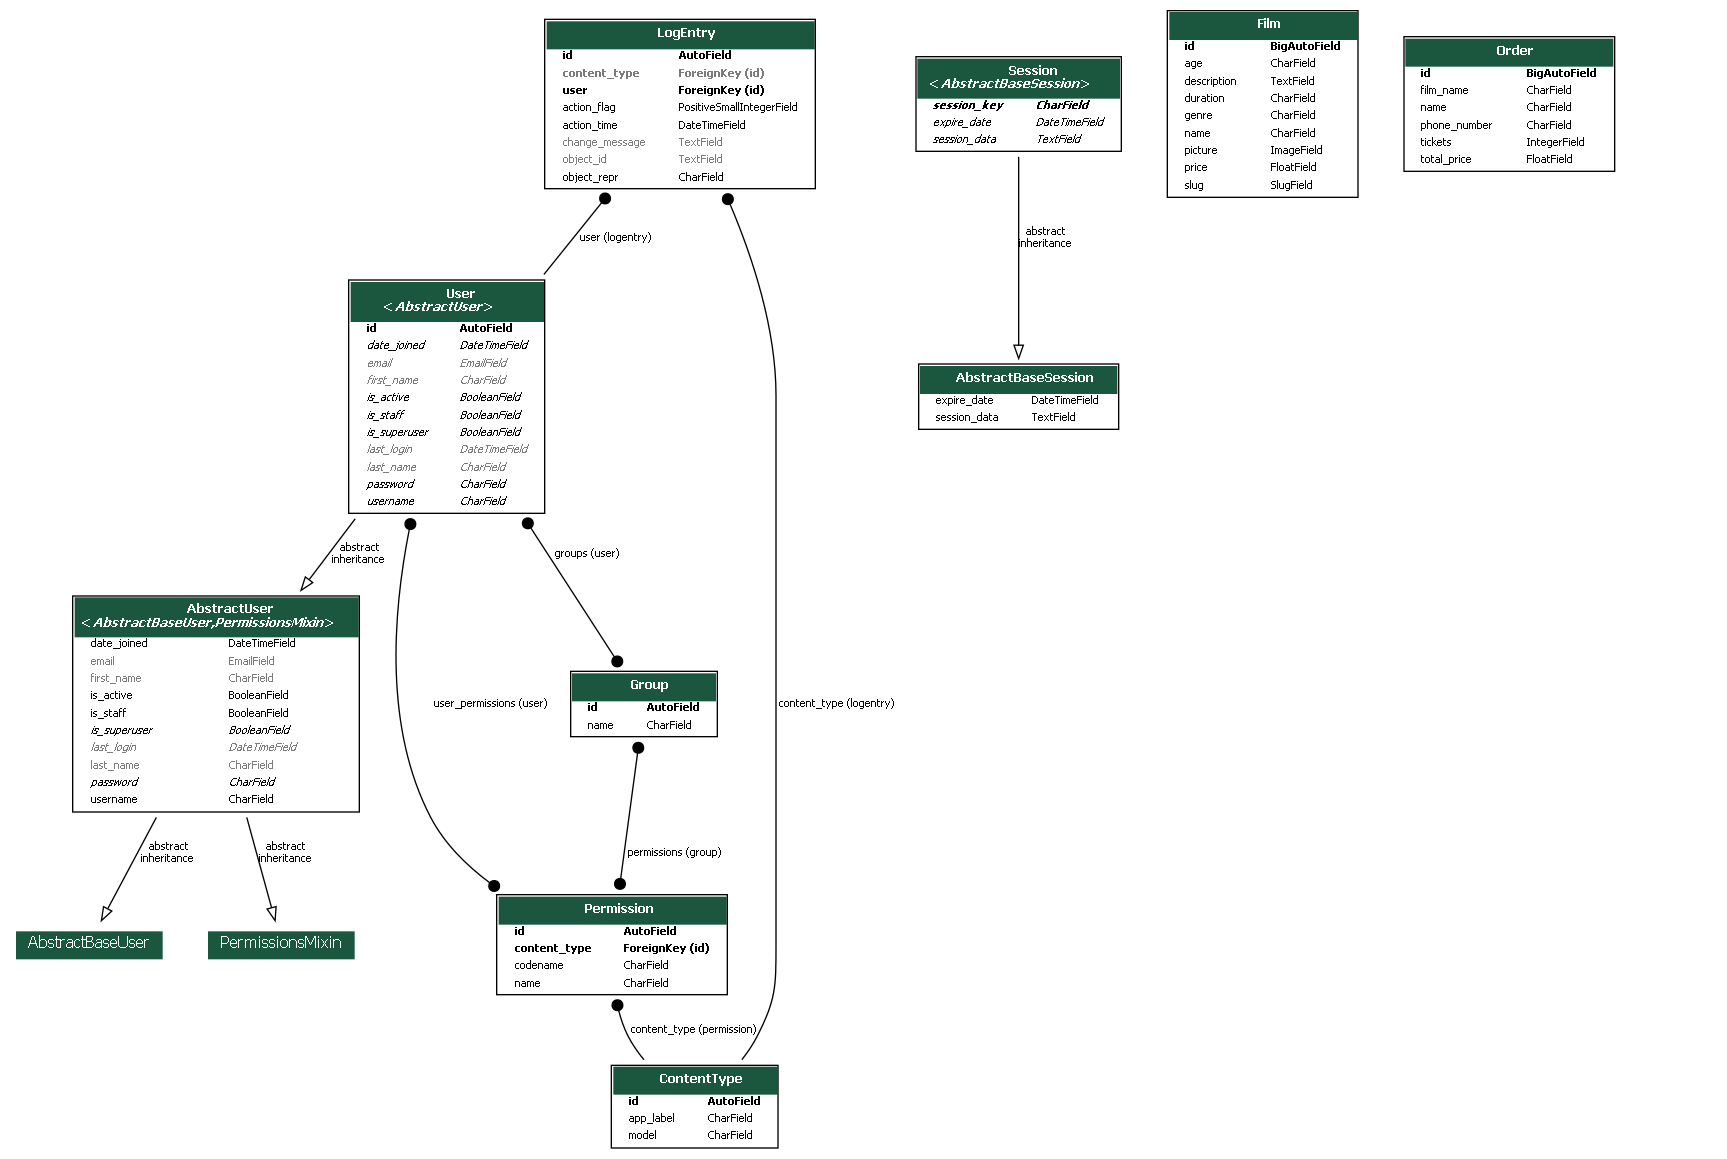 LogEntry
id AutoField
content_type ForeignKey (id)
user ForeignKey (id)
action_flag PositiveSmallIntegerField
action_time DateTimeField
change_message TextField
object_id TextField
object_repr CharField
Session
<AbstractBaseSession>
session_key CharField
expire_date DateTimeField
session_data TextField
Film
id BigAutoField
age CharField
description TextField
duration CharField
genre CharField
name CharField
picture ImageField
price FloatField
slug SlugField
Order
id BigAutoField
film_name CharField
name CharField
phone_number CharField
tickets IntegerField
total_price FloatField
user (logentry)
abstract
inheritance
User
<AbstractUser>
id AutoField
date_joined DateTimeField
email EmailField
first_name CharField
is_active BooleanField
is_staff BooleanField
is_superuser BooleanField
last_login DateTimeField
last_name CharField
password CharField
username CharField
AbstractBaseSession
expire_date DateTimeField
session_data TextField
abstract
inheritance
groups (user)
AbstractUser
<AbstractBaseUser,PermissionsMixin>
date_joined DateTimeField
email EmailField
first_name CharField
is_active BooleanField
is_staff BooleanField
is_superuser BooleanField
last_login DateTimeField
last_name CharField
password CharField
username CharField
user_permissions (user)
Group
id AutoField
name CharField
content_type (logentry)
abstract
inheritance
abstract
inheritance
permissions (group)
AbstractBaseUser
PermissionsMixin
Permission
id AutoField
content_type ForeignKey (id)
codename CharField
name CharField
content_type (permission)
ContentType
id AutoField
app_label CharField
model CharField